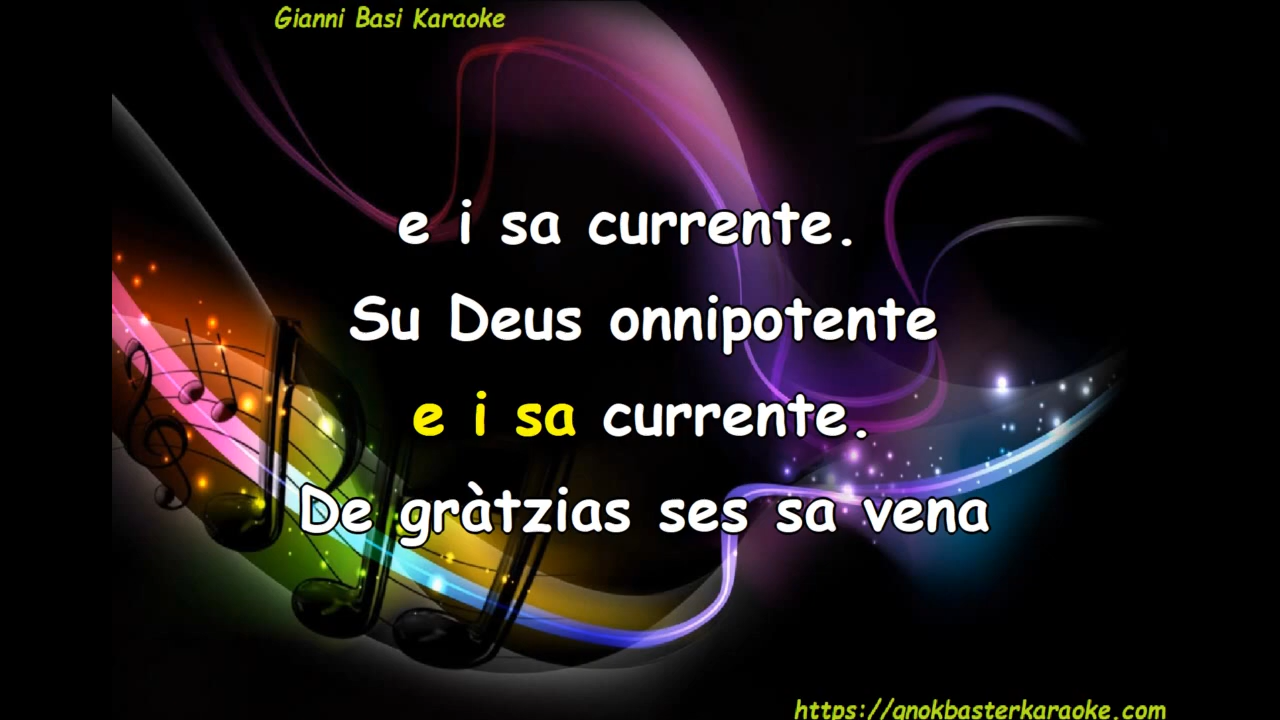 Gianni Basi Karaoke
e i sa currente.
Su Deus onnipotente
e i sa currente.
De gràtzias ses sa vena
https://gnokbasterkaraoke.com